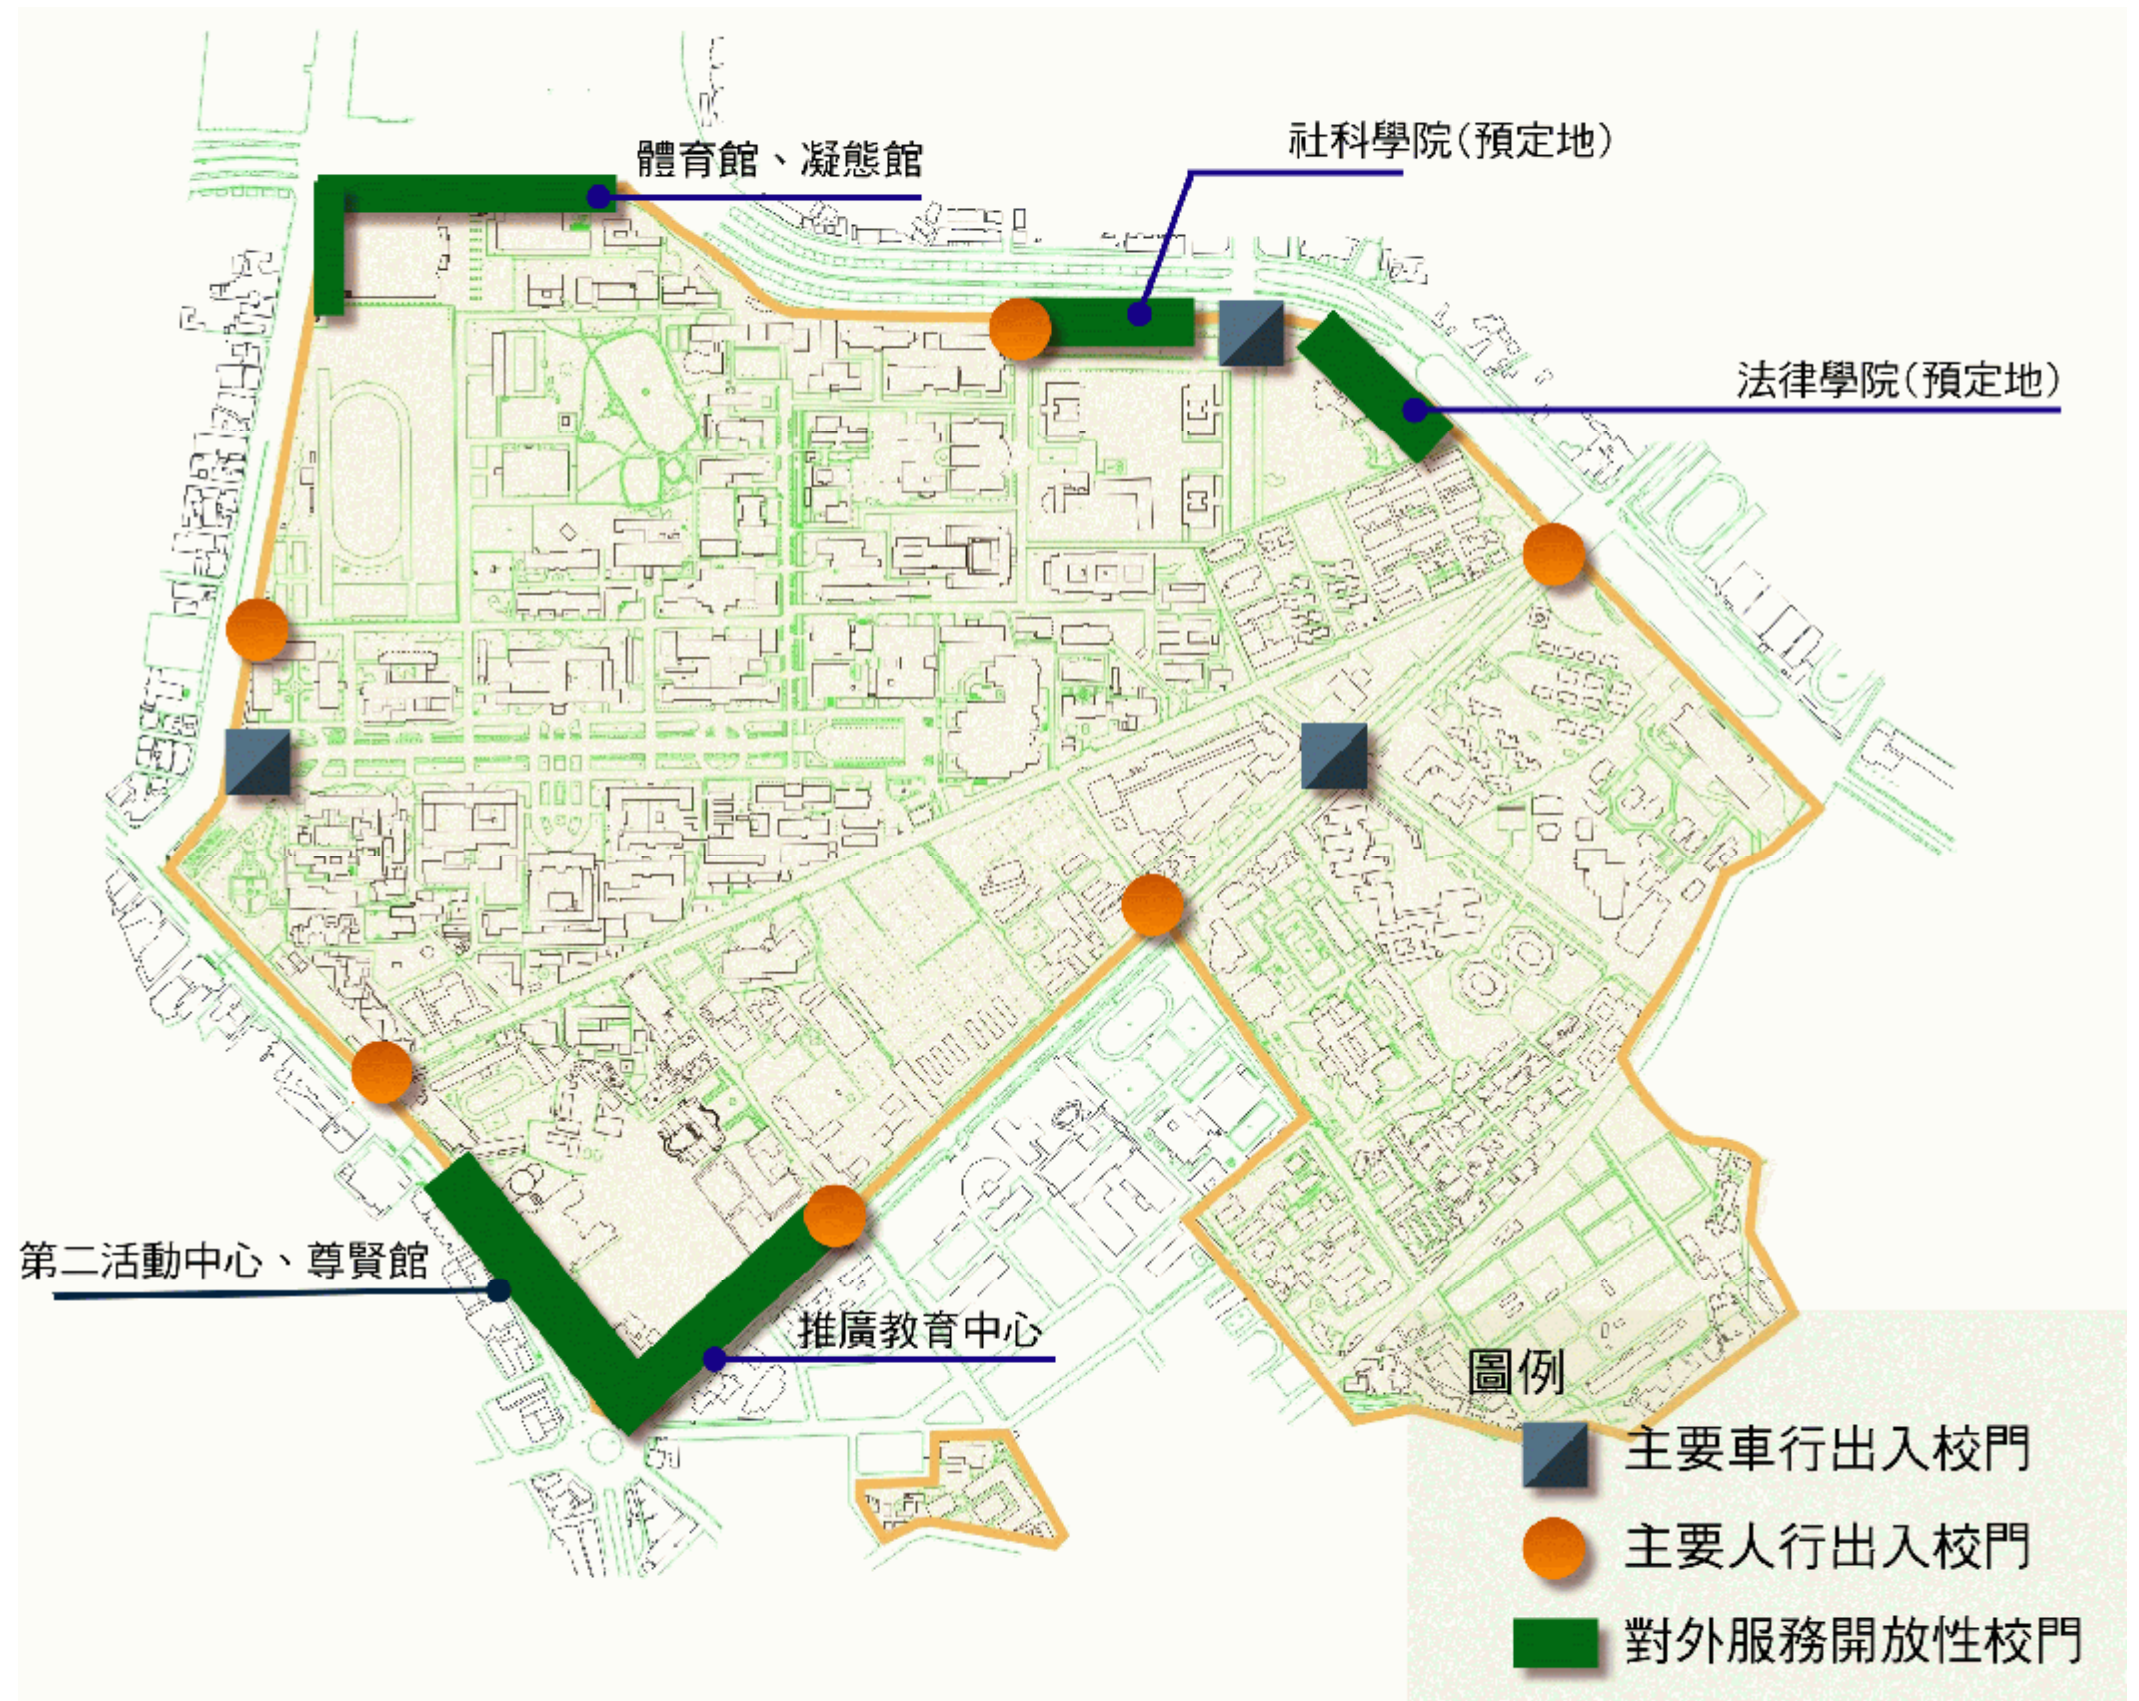 體育館、凝態館
社科學院(預定地)
法律學院(預定地)
第二活動中心、尊賢館
推廣教育中心
圖例
主要車行出入校門
主要人行出入校門
對外服務開放性校門